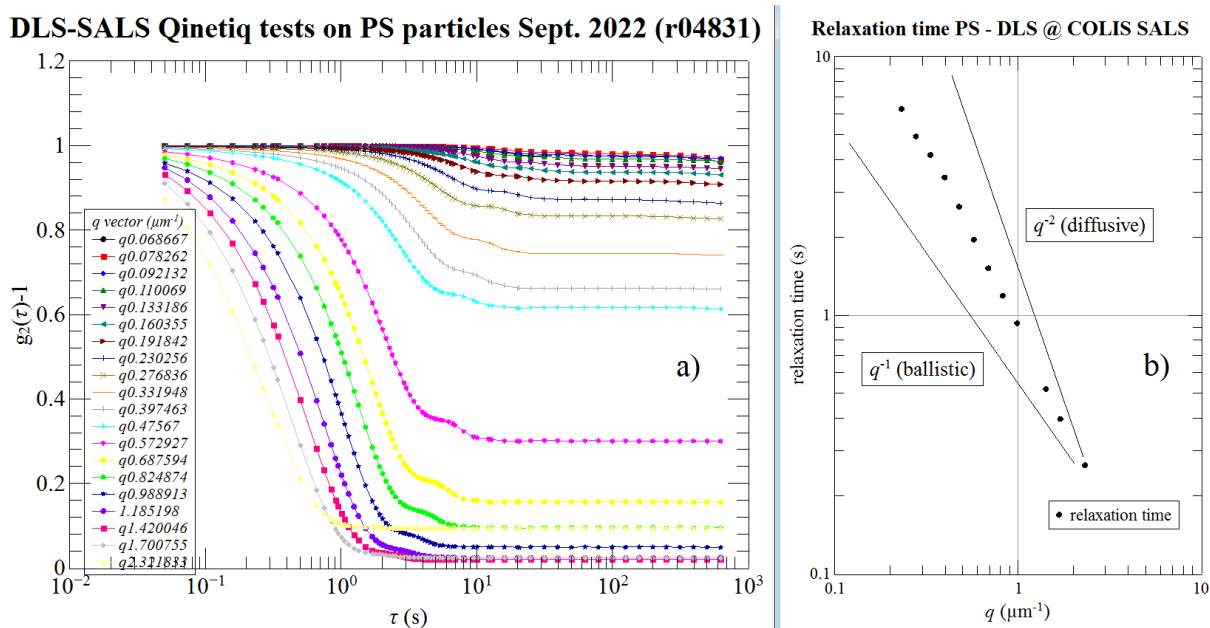 DLS-SALS Qinetiq tests on PS particles Sept. 2022 (r04831)
1.2
1
0.8
0.6
0.4
0.2
0
g₂(τ)-1
q vector (µm⁻¹)
q0.068667
q0.078262
q0.092132
q0.110069
q0.133186
q0.160355
q0.191842
q0.230256
q0.276836
q0.331948
q0.397463
q0.47567
q0.572927
q0.687594
q0.824874
q0.988913
1.185198
q1.420046
q1.700755
a)
10⁻² 10⁻¹ 10⁰ 10¹ 10² 10³
τ (s)
Relaxation time PS - DLS @ COLIS SALS
10
1
0.1
relaxation time (s)
q⁻² (diffusive)
q⁻¹ (ballistic)
b)
relaxation time
0.1 1 10
q (µm⁻¹)